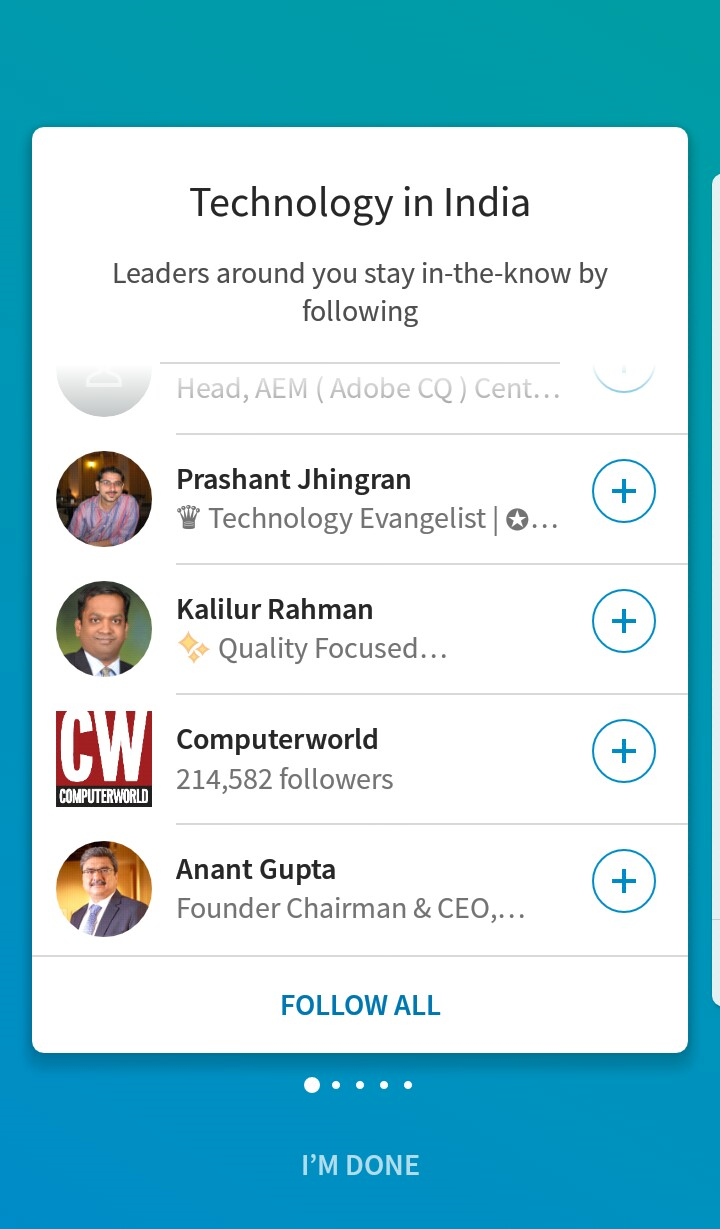 Technology in India
Leaders around you stay in-the-know by
following
Head, AEM ( Adobe CQ ) Cent…
Prashant Jhingran
♛ Technology Evangelist | ✪…
Kalilur Rahman
✨ Quality Focused…
CW
COMPUTERWORLD
Computerworld
214,582 followers
Anant Gupta
Founder Chairman & CEO,…
FOLLOW ALL
I’M DONE